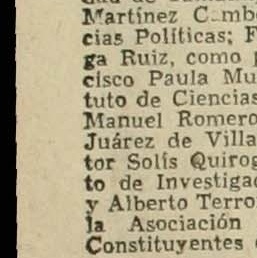 Martínez
cias Políticas; F
ga Ruiz, como p
cisco Paula Mu
tuto de Ciencias
Manuel Romero
Juárez de Villa
tor Solís Quirog
to de Investigac
y Alberto Terro
la Asociación
Constituyentes